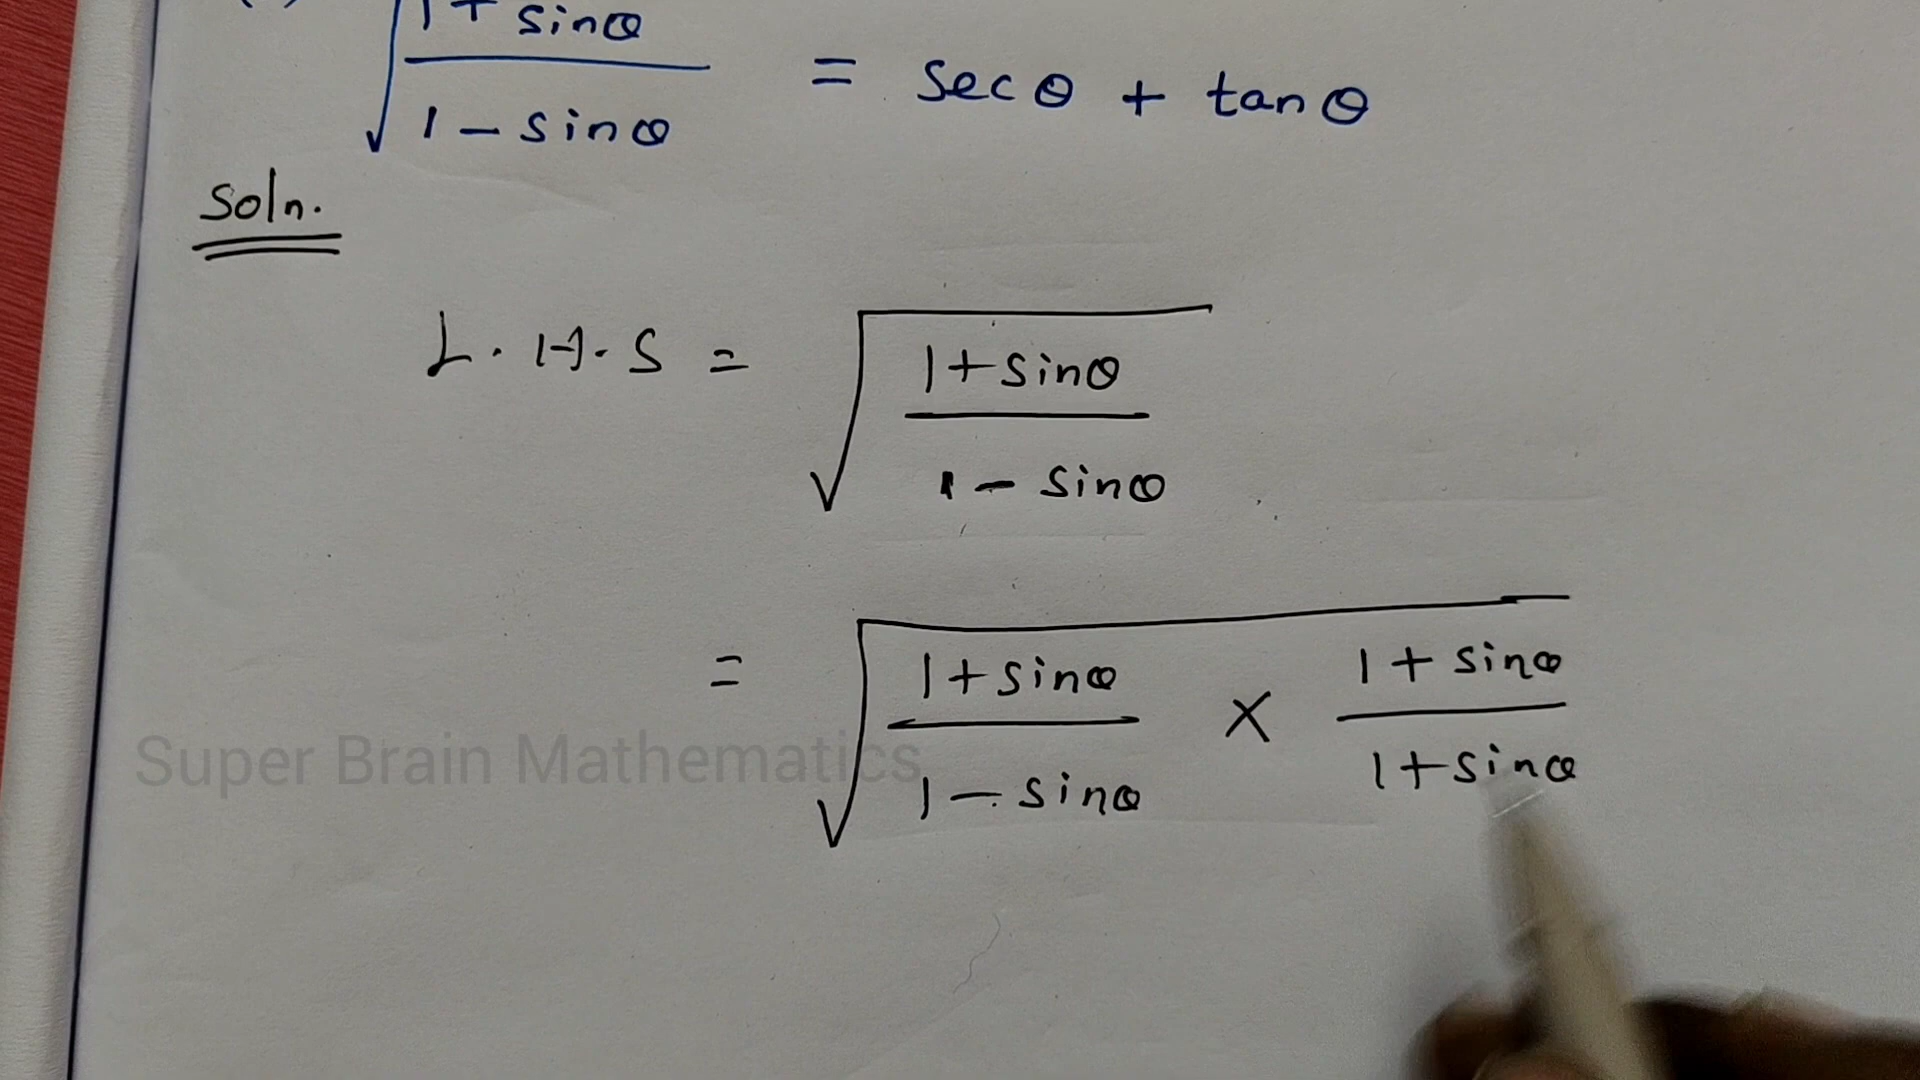 √(1 + sinθ / 1 - sinθ) = secθ + tanθ
Soln.
L.H.S = √(1+sinθ / 1 - sinθ)
= √(1+sinθ / 1 - sinθ × 1 + sinθ / 1+sinθ)
Super Brain Mathematics